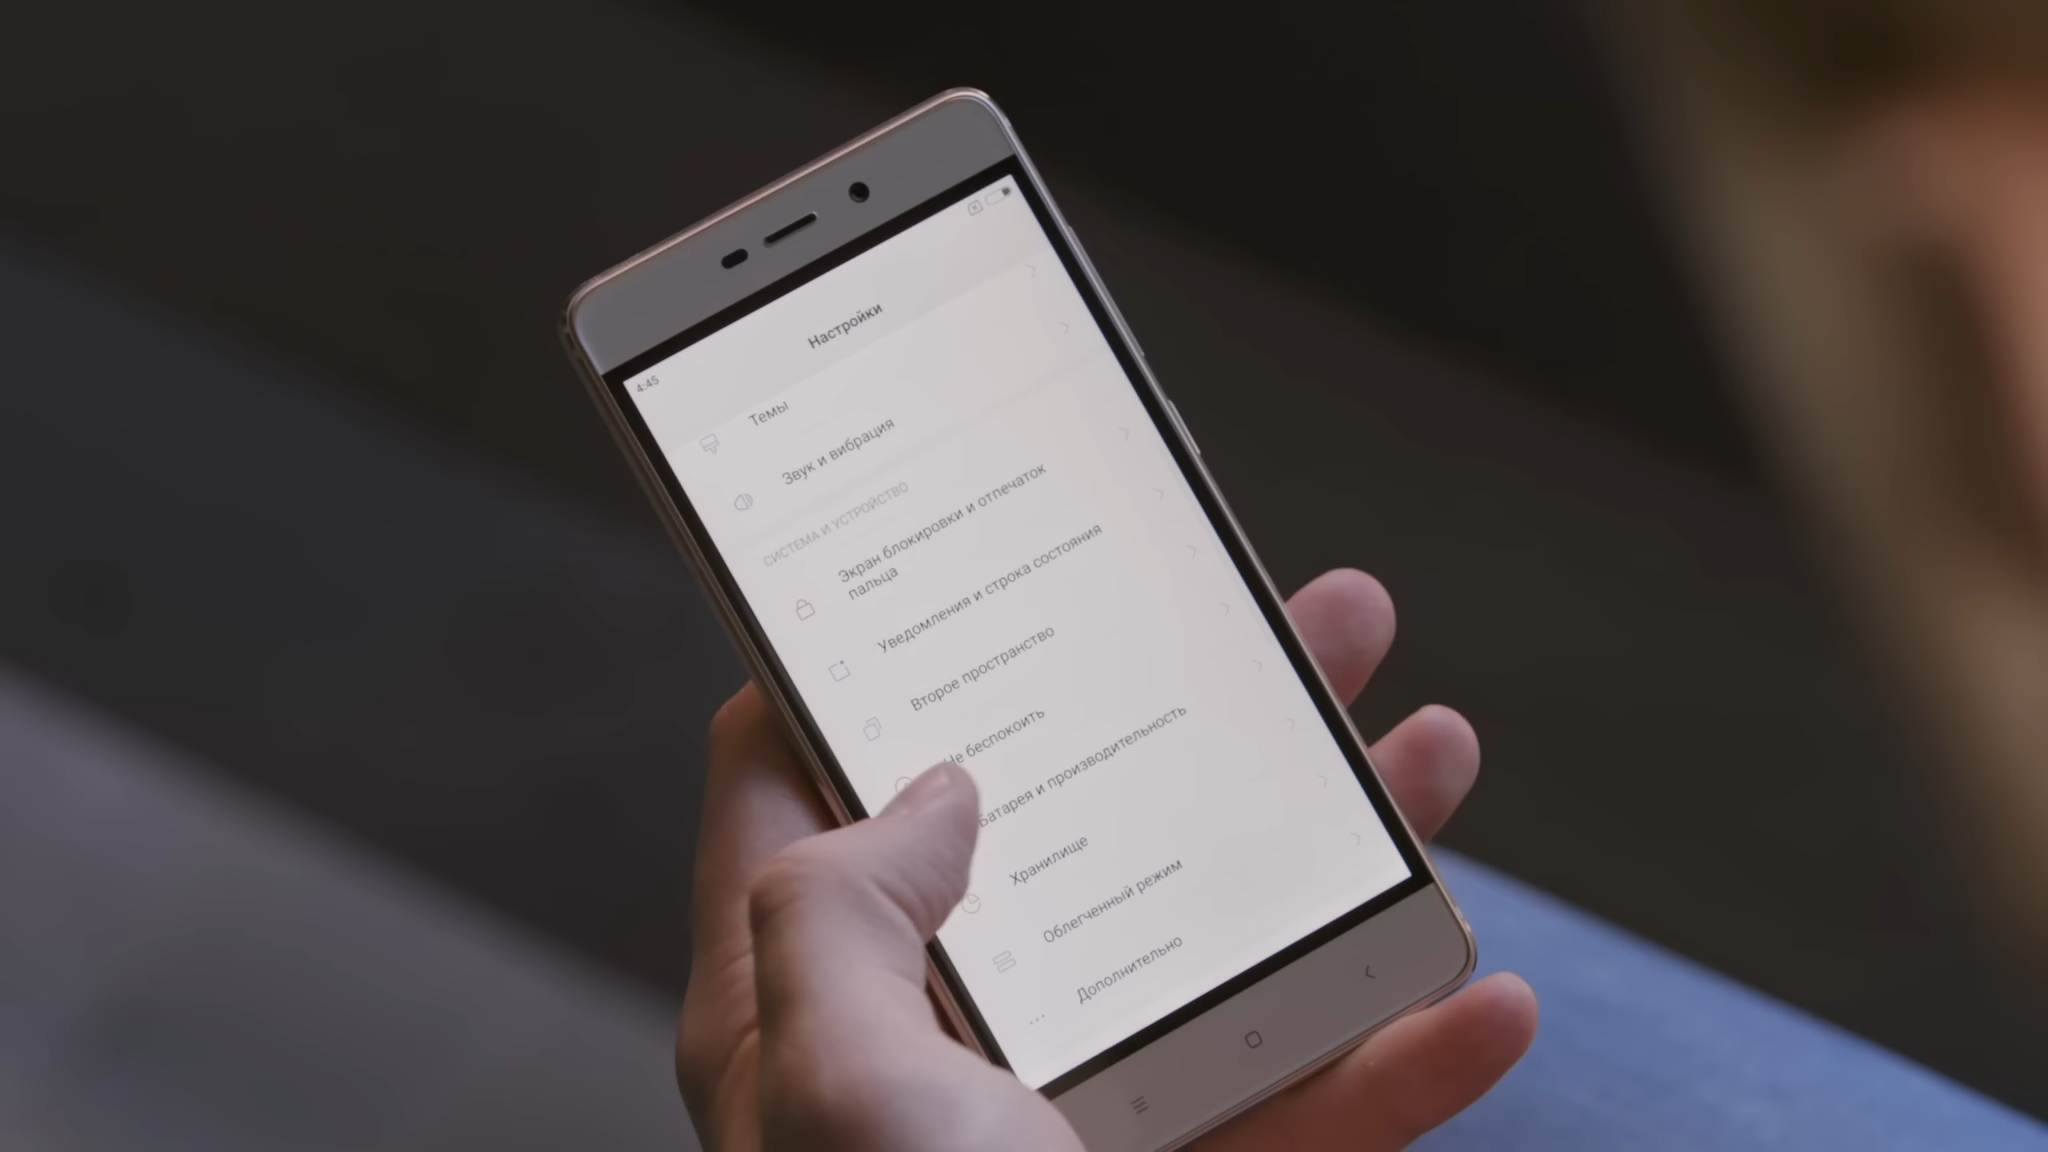 4:45
Настройки
Темы
Звук и вибрация
СИСТЕМА И УСТРОЙСТВО
Экран блокировки и отпечаток
пальца
Уведомления и строка состояния
Второе пространство
Не беспокоить
Батарея и производительность
Хранилище
Облегченный режим
Дополнительно